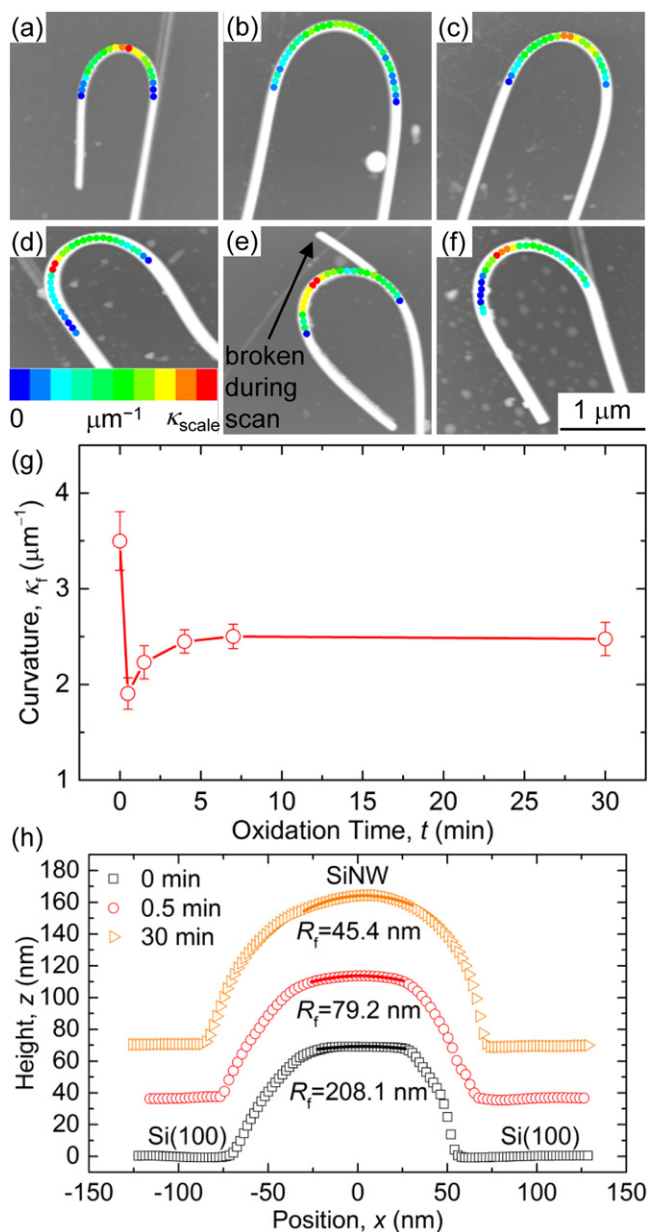 (a)
(b)
(c)
(d)
(e)
(f)
broken
during
scan
0
μm⁻¹
κscale
1 μm
(g)
4
3
2
1
Curvature, κf (μm⁻¹)
0
5
10
15
20
25
30
Oxidation Time, t (min)
(h)
180
160
140
120
100
80
60
40
20
0
Height, z (nm)
0 min
0.5 min
30 min
SiNW
Rf=45.4 nm
Rf=79.2 nm
Rf=208.1 nm
Si(100)
Si(100)
-150
-100
-50
0
50
100
150
Position, x (nm)